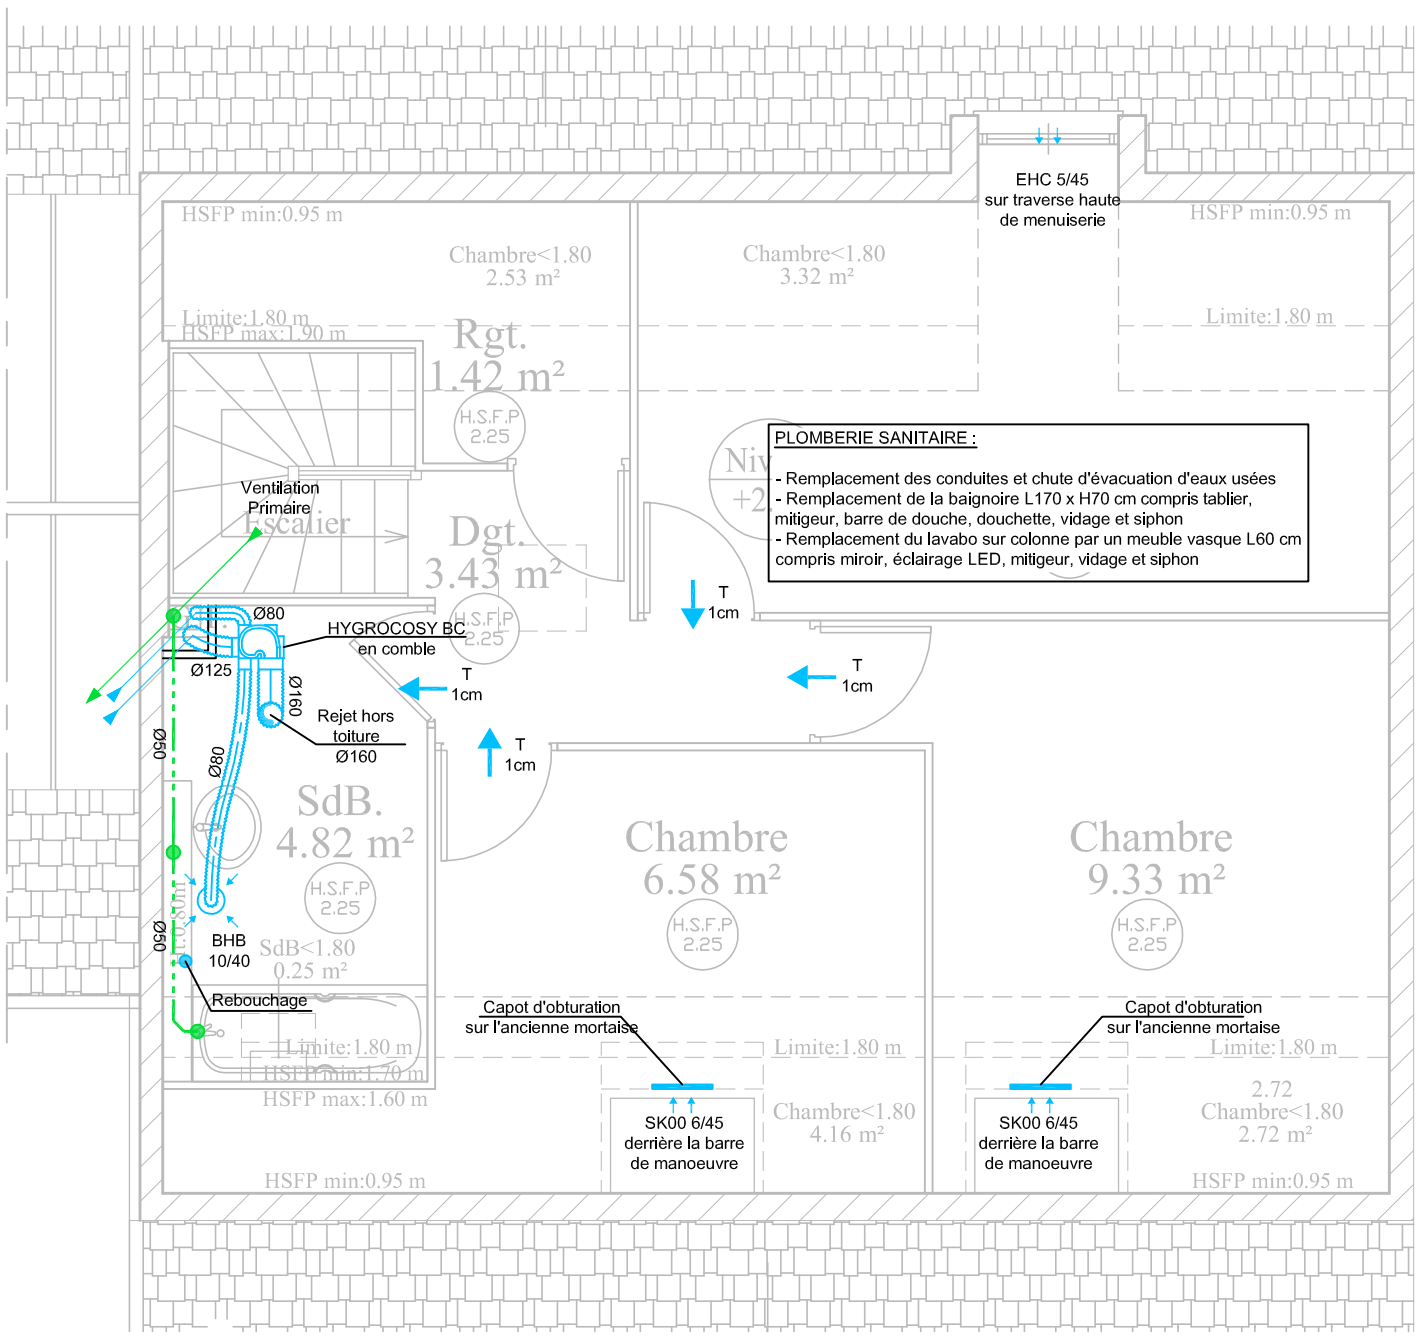 EHC 5/45
sur traverse haute
de menuiserie
HSFP min:0.95 m
HSFP min:0.95 m
Chambre<1.80
2.53 m²
Chambre<1.80
3.32 m²
Limite:1.80 m
HSFP max:1.90 m
Limite:1.80 m
Rgt.
1.42 m²
H.S.F.P
2.25
Niv
+2.
PLOMBERIE SANITAIRE :
- Remplacement des conduites et chute d'évacuation d'eaux usées
- Remplacement de la baignoire L170 x H70 cm compris tablier,
mitigeur, barre de douche, douchette, vidage et siphon
- Remplacement du lavabo sur colonne par un meuble vasque L60 cm
compris miroir, éclairage LED, mitigeur, vidage et siphon
Ventilation
Primaire
Escalier
Dgt.
3.43 m²
H.S.F.P
2.25
T
1cm
Ø80
HYGROCOSY BC
en comble
Ø125
Ø160
T
1cm
T
1cm
Rejet hors
toiture
Ø160
T
1cm
Ø50
Ø80
SdB.
4.82 m²
H.S.F.P
2.25
Chambre
6.58 m²
H.S.F.P
2.25
Chambre
9.33 m²
H.S.F.P
2.25
Ø50
BHB
10/40
SdB<1.80
0.25 m²
Rebouchage
Capot d'obturation
sur l'ancienne mortaise
Capot d'obturation
sur l'ancienne mortaise
Limite:1.80 m
HSFP min:1.70 m
HSFP max:1.60 m
Limite:1.80 m
Limite:1.80 m
2.72
Chambre<1.80
4.16 m²
Chambre<1.80
2.72 m²
SK00 6/45
derrière la barre
de manoeuvre
SK00 6/45
derrière la barre
de manoeuvre
HSFP min:0.95 m
HSFP min:0.95 m